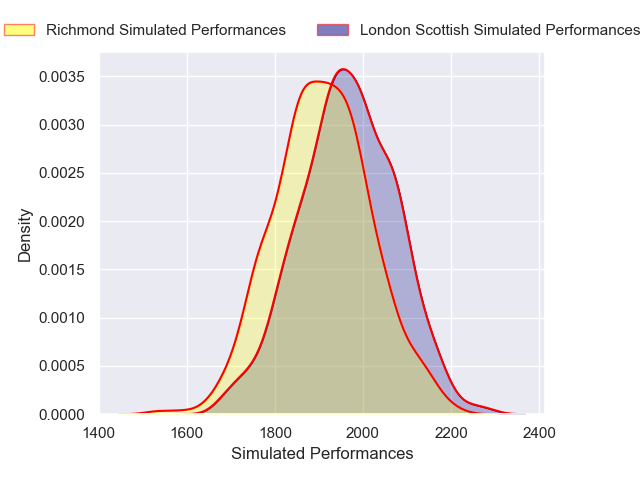 Richmond Simulated Performances London Scottish Simulated Performances
0.0035
0.0030
0.0025
0.0020
0.0015
0.0010
0.0005
0.0000
Density
1400 1600 1800 2000 2200 2400
Simulated Performances